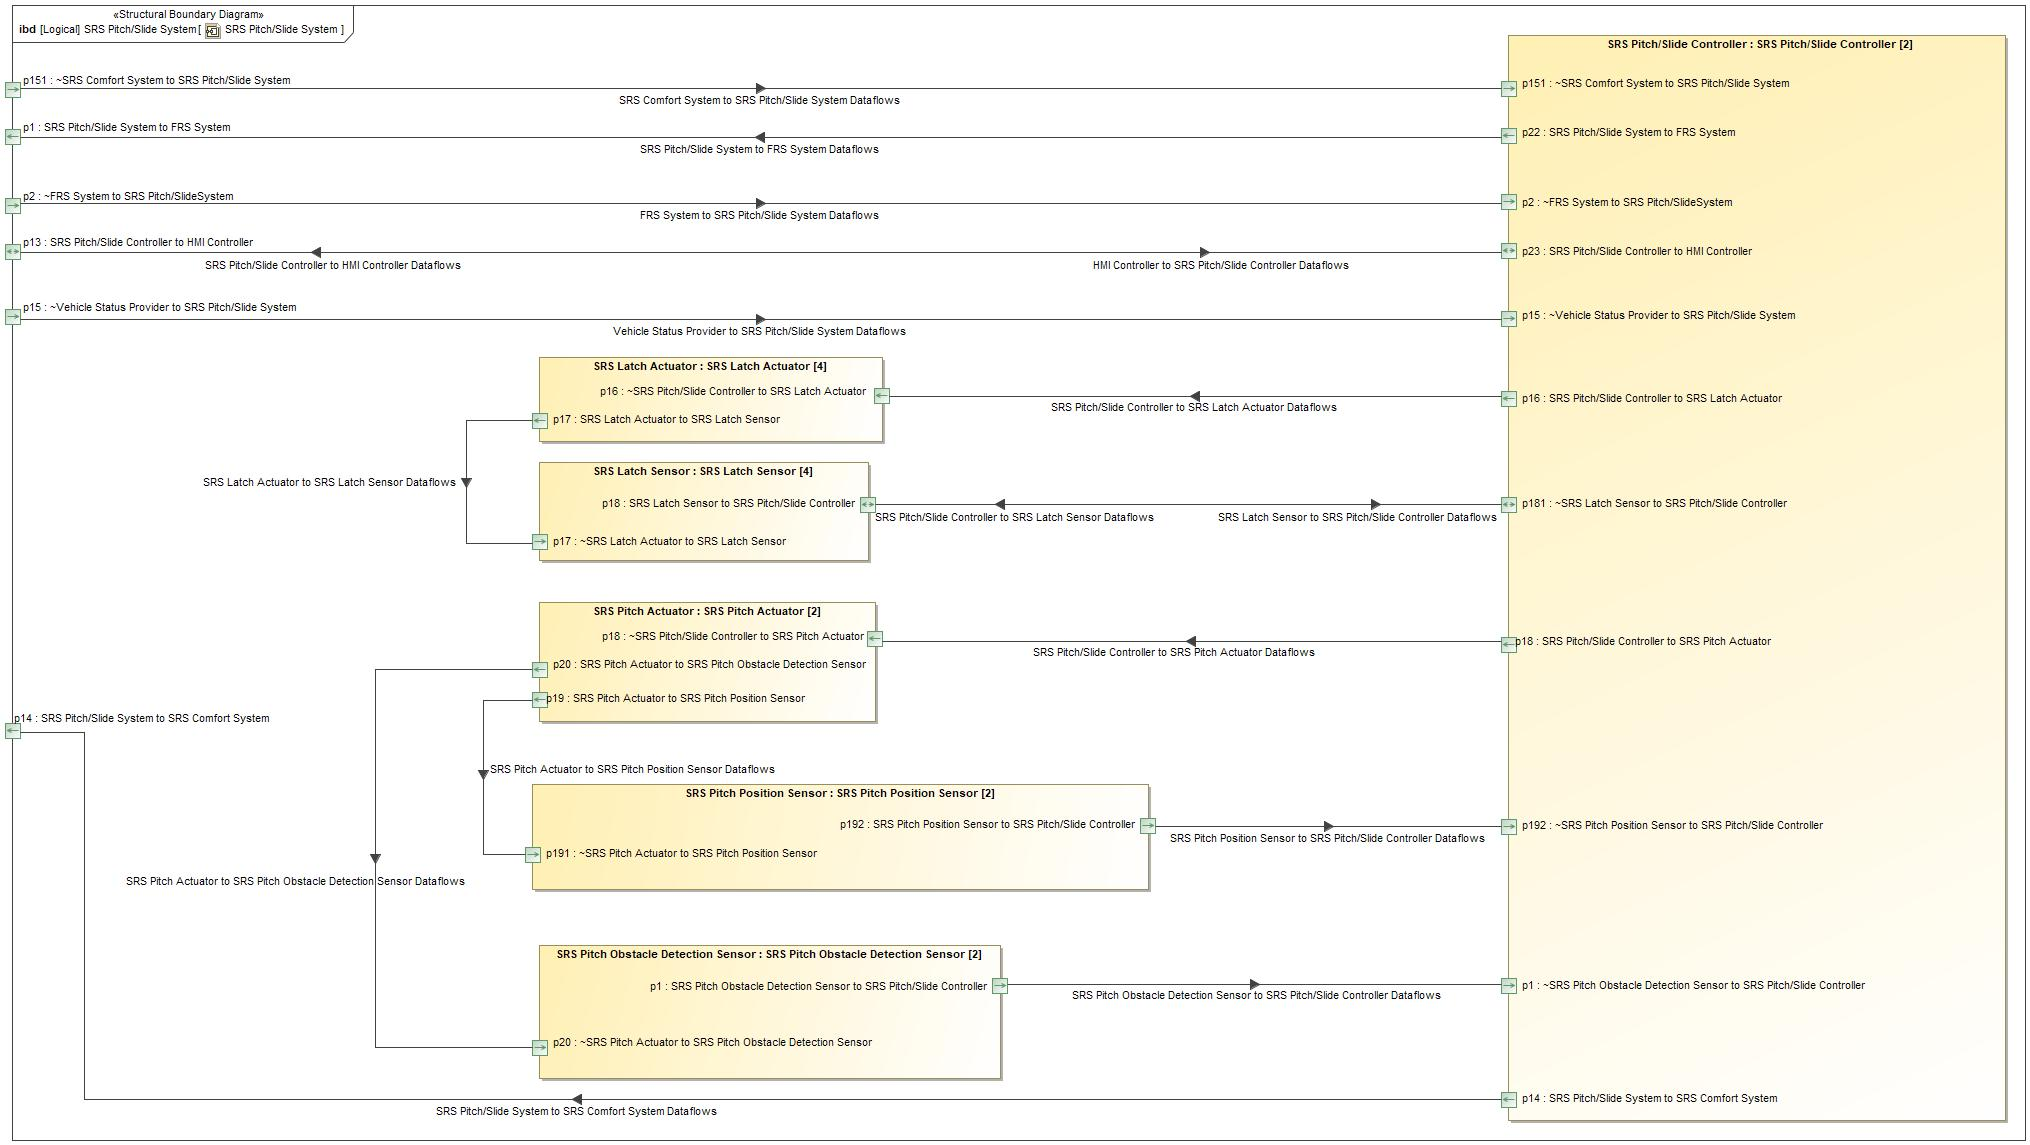 «Structural Boundary Diagram»
ibd [Logical] SRS Pitch/Slide System[ SRS Pitch/Slide System ]
SRS Pitch/Slide Controller : SRS Pitch/Slide Controller [2]
p151 : ~SRS Comfort System to SRS Pitch/Slide System
SRS Comfort System to SRS Pitch/Slide System Dataflows
p151 : ~SRS Comfort System to SRS Pitch/Slide System
p1 : SRS Pitch/Slide System to FRS System
SRS Pitch/Slide System to FRS System Dataflows
p22 : SRS Pitch/Slide System to FRS System
p2 : ~FRS System to SRS Pitch/SlideSystem
FRS System to SRS Pitch/Slide System Dataflows
p2 : ~FRS System to SRS Pitch/SlideSystem
p13 : SRS Pitch/Slide Controller to HMI Controller
SRS Pitch/Slide Controller to HMI Controller Dataflows
HMI Controller to SRS Pitch/Slide Controller Dataflows
p23 : SRS Pitch/Slide Controller to HMI Controller
p15 : ~Vehicle Status Provider to SRS Pitch/Slide System
Vehicle Status Provider to SRS Pitch/Slide System Dataflows
p15 : ~Vehicle Status Provider to SRS Pitch/Slide System
SRS Latch Actuator : SRS Latch Actuator [4]
p16 : ~SRS Pitch/Slide Controller to SRS Latch Actuator
SRS Pitch/Slide Controller to SRS Latch Actuator Dataflows
p16 : SRS Pitch/Slide Controller to SRS Latch Actuator
p17 : SRS Latch Actuator to SRS Latch Sensor
SRS Latch Actuator to SRS Latch Sensor Dataflows
SRS Latch Sensor : SRS Latch Sensor [4]
p18 : SRS Latch Sensor to SRS Pitch/Slide Controller
SRS Pitch/Slide Controller to SRS Latch Sensor Dataflows
SRS Latch Sensor to SRS Pitch/Slide Controller Dataflows
p181 : ~SRS Latch Sensor to SRS Pitch/Slide Controller
p17 : ~SRS Latch Actuator to SRS Latch Sensor
SRS Pitch Actuator : SRS Pitch Actuator [2]
p18 : ~SRS Pitch/Slide Controller to SRS Pitch Actuator
SRS Pitch/Slide Controller to SRS Pitch Actuator Dataflows
p18 : SRS Pitch/Slide Controller to SRS Pitch Actuator
p20 : SRS Pitch Actuator to SRS Pitch Obstacle Detection Sensor
p19 : SRS Pitch Actuator to SRS Pitch Position Sensor
p14 : SRS Pitch/Slide System to SRS Comfort System
SRS Pitch Actuator to SRS Pitch Position Sensor Dataflows
SRS Pitch Position Sensor : SRS Pitch Position Sensor [2]
p192 : SRS Pitch Position Sensor to SRS Pitch/Slide Controller
SRS Pitch Position Sensor to SRS Pitch/Slide Controller Dataflows
p192 : ~SRS Pitch Position Sensor to SRS Pitch/Slide Controller
p191 : ~SRS Pitch Actuator to SRS Pitch Position Sensor
SRS Pitch Actuator to SRS Pitch Obstacle Detection Sensor Dataflows
SRS Pitch Obstacle Detection Sensor : SRS Pitch Obstacle Detection Sensor [2]
p1 : SRS Pitch Obstacle Detection Sensor to SRS Pitch/Slide Controller
SRS Pitch Obstacle Detection Sensor to SRS Pitch/Slide Controller Dataflows
p1 : ~SRS Pitch Obstacle Detection Sensor to SRS Pitch/Slide Controller
p20 : ~SRS Pitch Actuator to SRS Pitch Obstacle Detection Sensor
SRS Pitch/Slide System to SRS Comfort System Dataflows
p14 : SRS Pitch/Slide System to SRS Comfort System